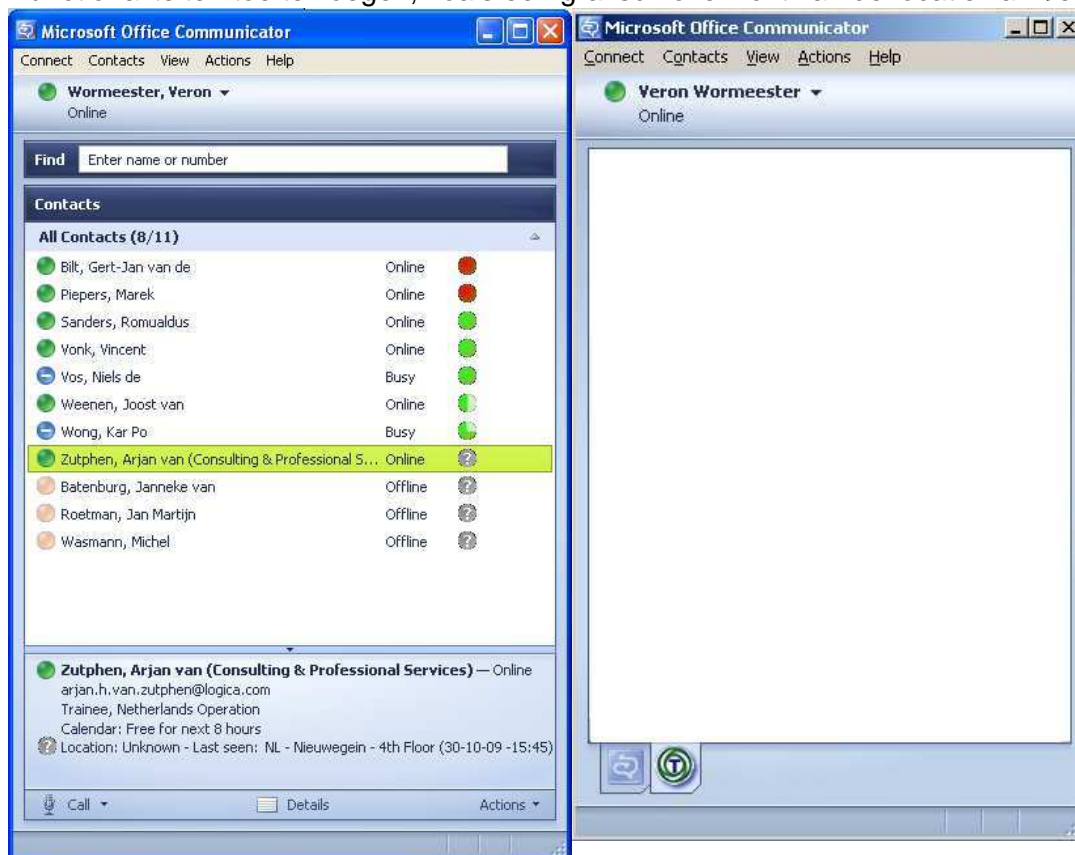 Microsoft Office Communicator
Connect Contacts View Actions Help
Wormeester, Veron
Online
Find Enter name or number
Contacts
All Contacts (8/11)
Bilt, Gert-Jan van de Online
Piepers, Marek Online
Sanders, Romualdus Online
Vonk, Vincent Online
Vos, Niels de Busy
Weenen, Joost van Online
Wong, Kar Po Busy
Zutphen, Arjan van (Consulting & Professional S... Online ?
Batenburg, Janneke van Offline ?
Roetman, Jan Martijn Offline ?
Wasmann, Michel Offline ?
Zutphen, Arjan van (Consulting & Professional Services) — Online
arjan.h.van.zutphen@logica.com
Trainee, Netherlands Operation
Calendar: Free for next 8 hours
? Location: Unknown - Last seen: NL - Nieuwegein - 4th Floor (30-10-09 -15:45)
Call Details Actions
Microsoft Office Communicator
Connect Contacts View Actions Help
Veron Wormeester
Online
T